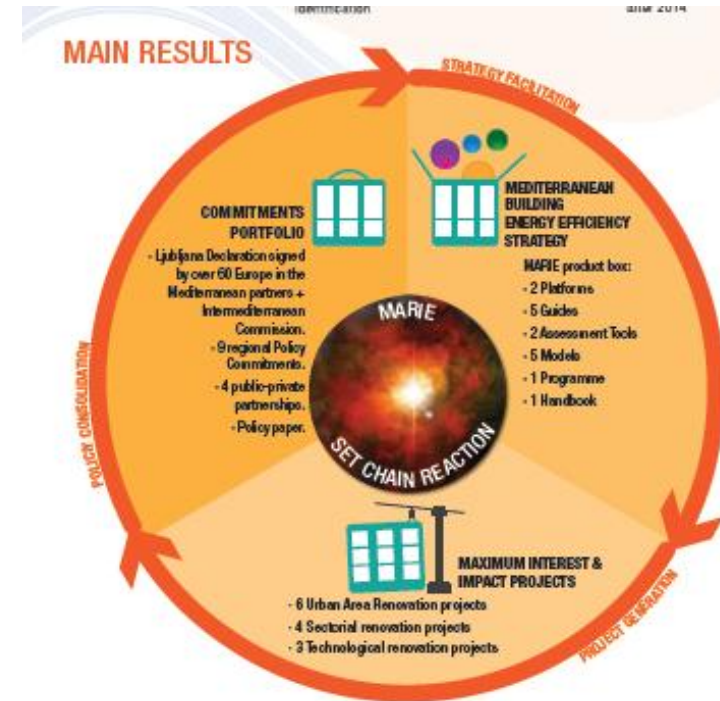 identification
after 2014
MAIN RESULTS
STRATEGY FACILITATION
MEDITERRANEAN
BUILDING
ENERGY EFFICIENCY
STRATEGY
MARIE product box:
- 2 Platforms
- 5 Guides
- 2 Assessment Tools
- 5 Models
- 1 Programme
- 1 Handbook
COMMITMENTS
PORTFOLIO
- Ljubljana Declaration signed
by over 60 Europe in the
Mediterranean partners +
Intermediterranean
Commission.
- 9 regional Policy
Commitments.
- 4 public-private
partnerships.
- Policy paper.
MARIE
SET CHAIN REACTION
POLICY CONSOLIDATION
MAXIMUM INTEREST &
IMPACT PROJECTS
- 6 Urban Area Renovation projects
- 4 Sectorial renovation projects
- 3 Technological renovation projects
PROJECT GENERATION